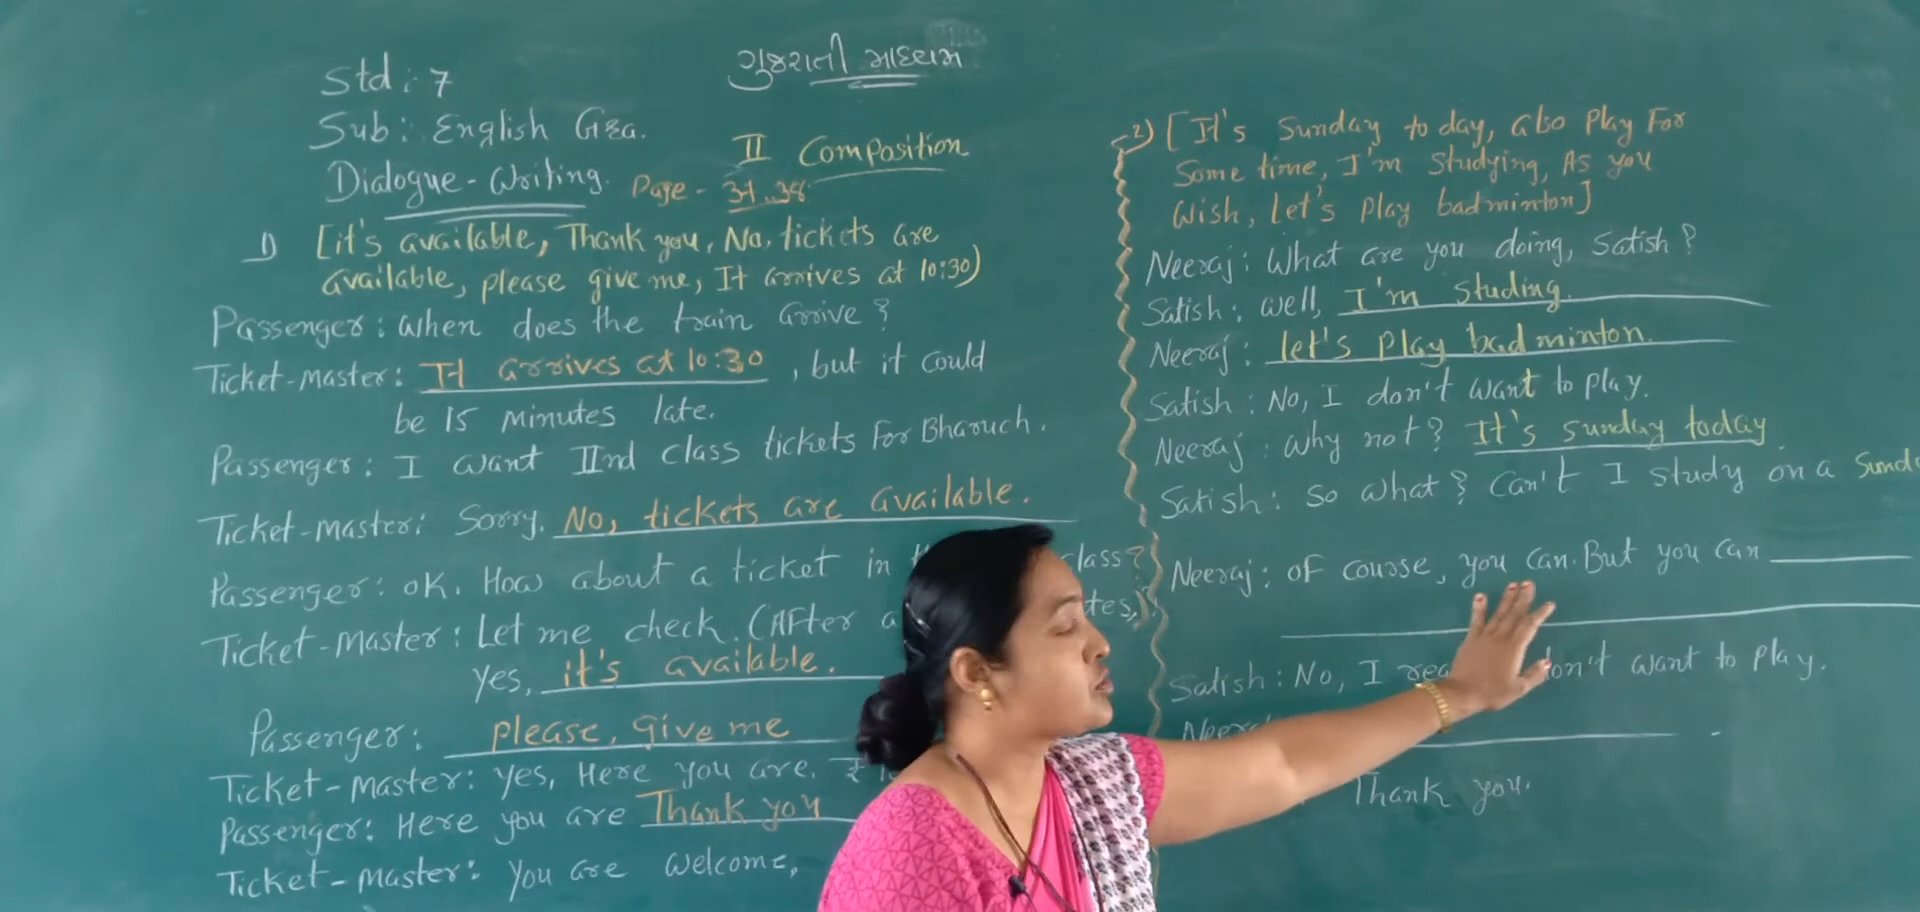 Std : 7
ગુજરાતી માધ્યમ
Sub : English Gra.
II Composition
Dialogue - Writing. Page - 37..38
1) [it's available, Thank you, No, tickets are
available, please give me, It arrives at 10:30)
Passenger : When does the train arrive ?
Ticket-Master : It arrives at 10:30, but it could
be 15 minutes late.
Passenger : I want IInd class tickets For Bharuch.
Ticket-Master : Sorry. No, tickets are available.
Passenger : ok. How about a ticket in class?
Ticket-Master : Let me check. (After a tes,)
yes, it's available.
Passenger : please, give me
Ticket-Master : yes, Here you are. ₹
Passenger : Here you are Thank you
Ticket-Master : You are welcome,
2) [It's Sunday to day, also Play For
Some time, I'm Studying, As you
wish, Let's play badminton]
Neeraj : What are you doing, Satish ?
Satish : well, I'm studing.
Neeraj : let's play badminton.
Satish : No, I don't want to play.
Neeraj : why not? It's sunday today.
Satish : So what ? Can't I study on a Sund
Neeraj : of course, you can. But you can
Satish : No, I rea don't want to play.
Neer
Thank you.